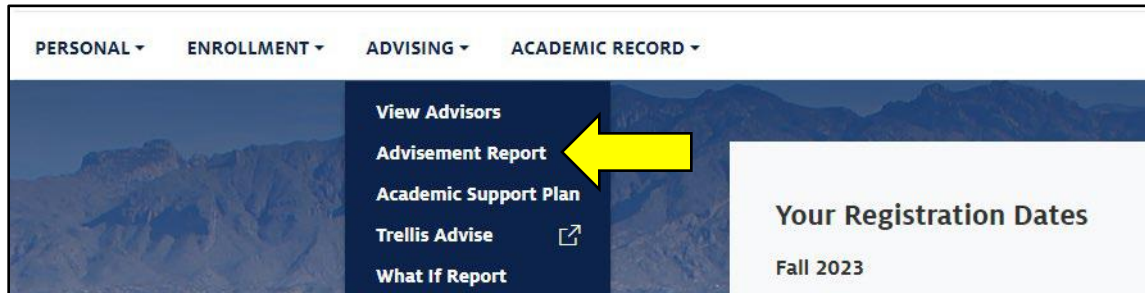 PERSONAL ENROLLMENT ADVISING ACADEMIC RECORD
View Advisors
Advisement Report
Academic Support Plan
Trellis Advise
What If Report
Your Registration Dates
Fall 2023